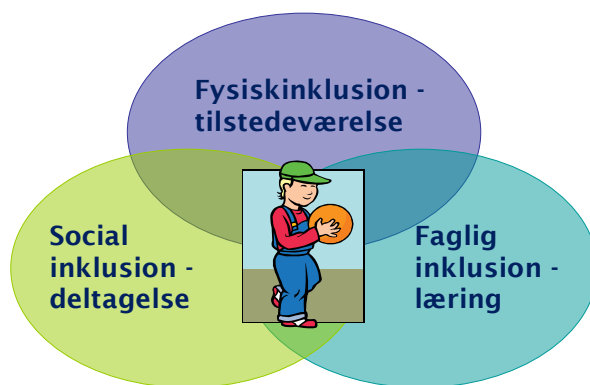 Fysiskinklusion -
tilstedeværelse
Social
inklusion -
deltagelse
Faglig
inklusion -
læring